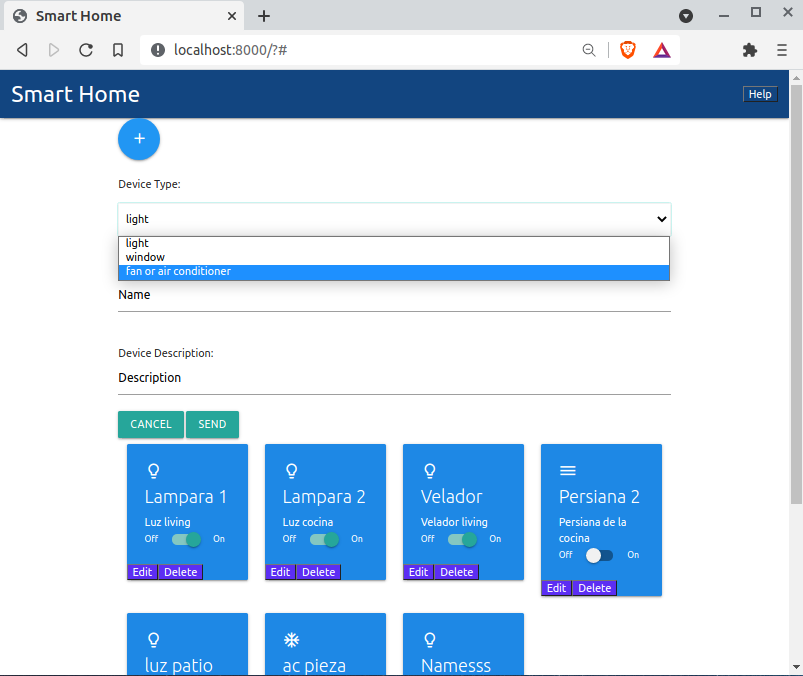 Smart Home
localhost:8000/?#
Smart Home
Help
+
Device Type:
light
light
window
fan or air conditioner
Name
Device Description:
Description
CANCEL
SEND
Lampara 1
Luz living
Off On
Edit Delete
Lampara 2
Luz cocina
Off On
Edit Delete
Velador
Velador living
Off On
Edit Delete
Persiana 2
Persiana de la
cocina
Off On
Edit Delete
luz patio
ac pieza
Namesss